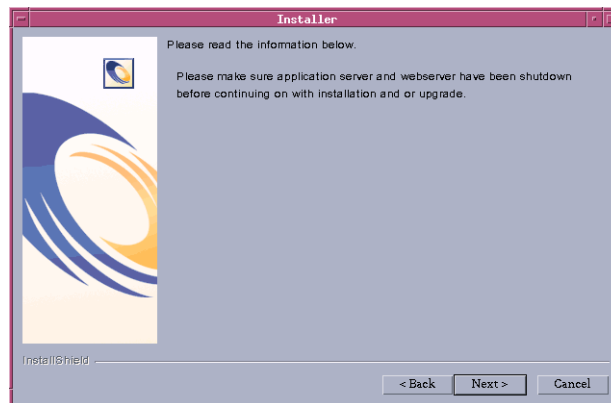 Installer
Please read the information below.
Please make sure application server and webserver have been shutdown
before continuing on with installation and or upgrade.
InstallShield
< Back
Next >
Cancel